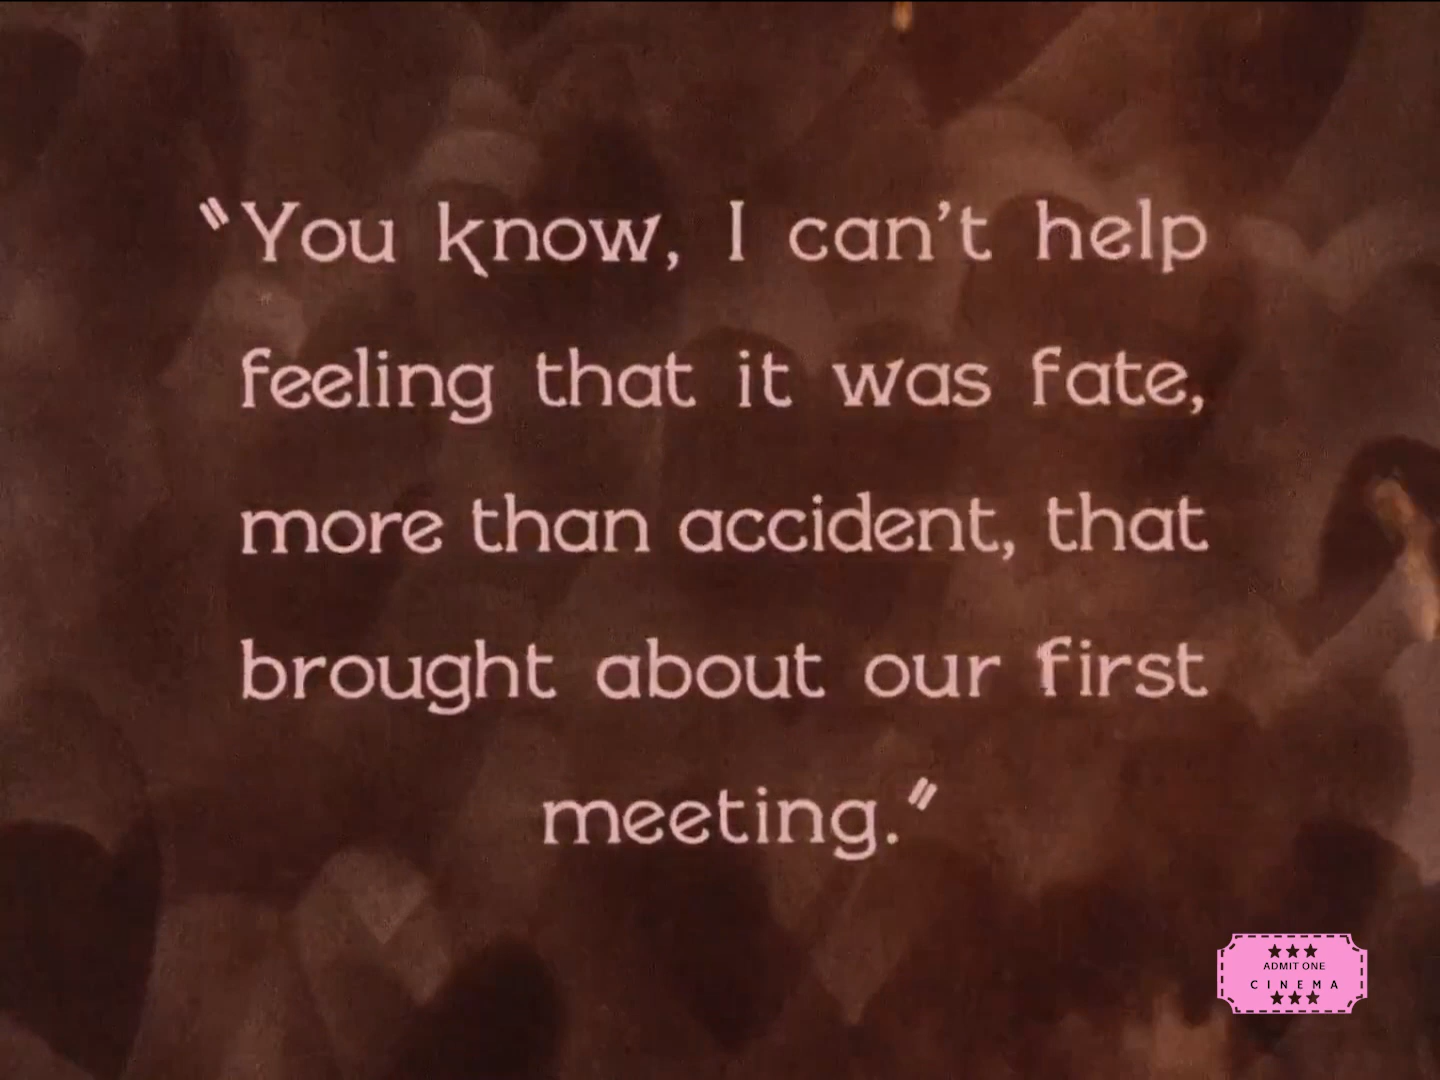 "You know, I can't help
feeling that it was fate,
more than accident, that
brought about our first
meeting."
ADMIT ONE
CINEMA